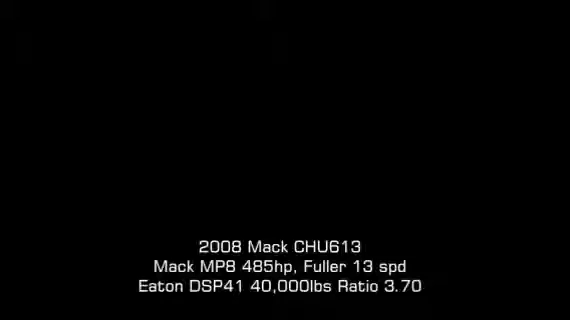 2008 Mack CHU613
Mack MP8 485hp, Fuller 13 spd
Eaton DSP41 40,000lbs Ratio 3.70